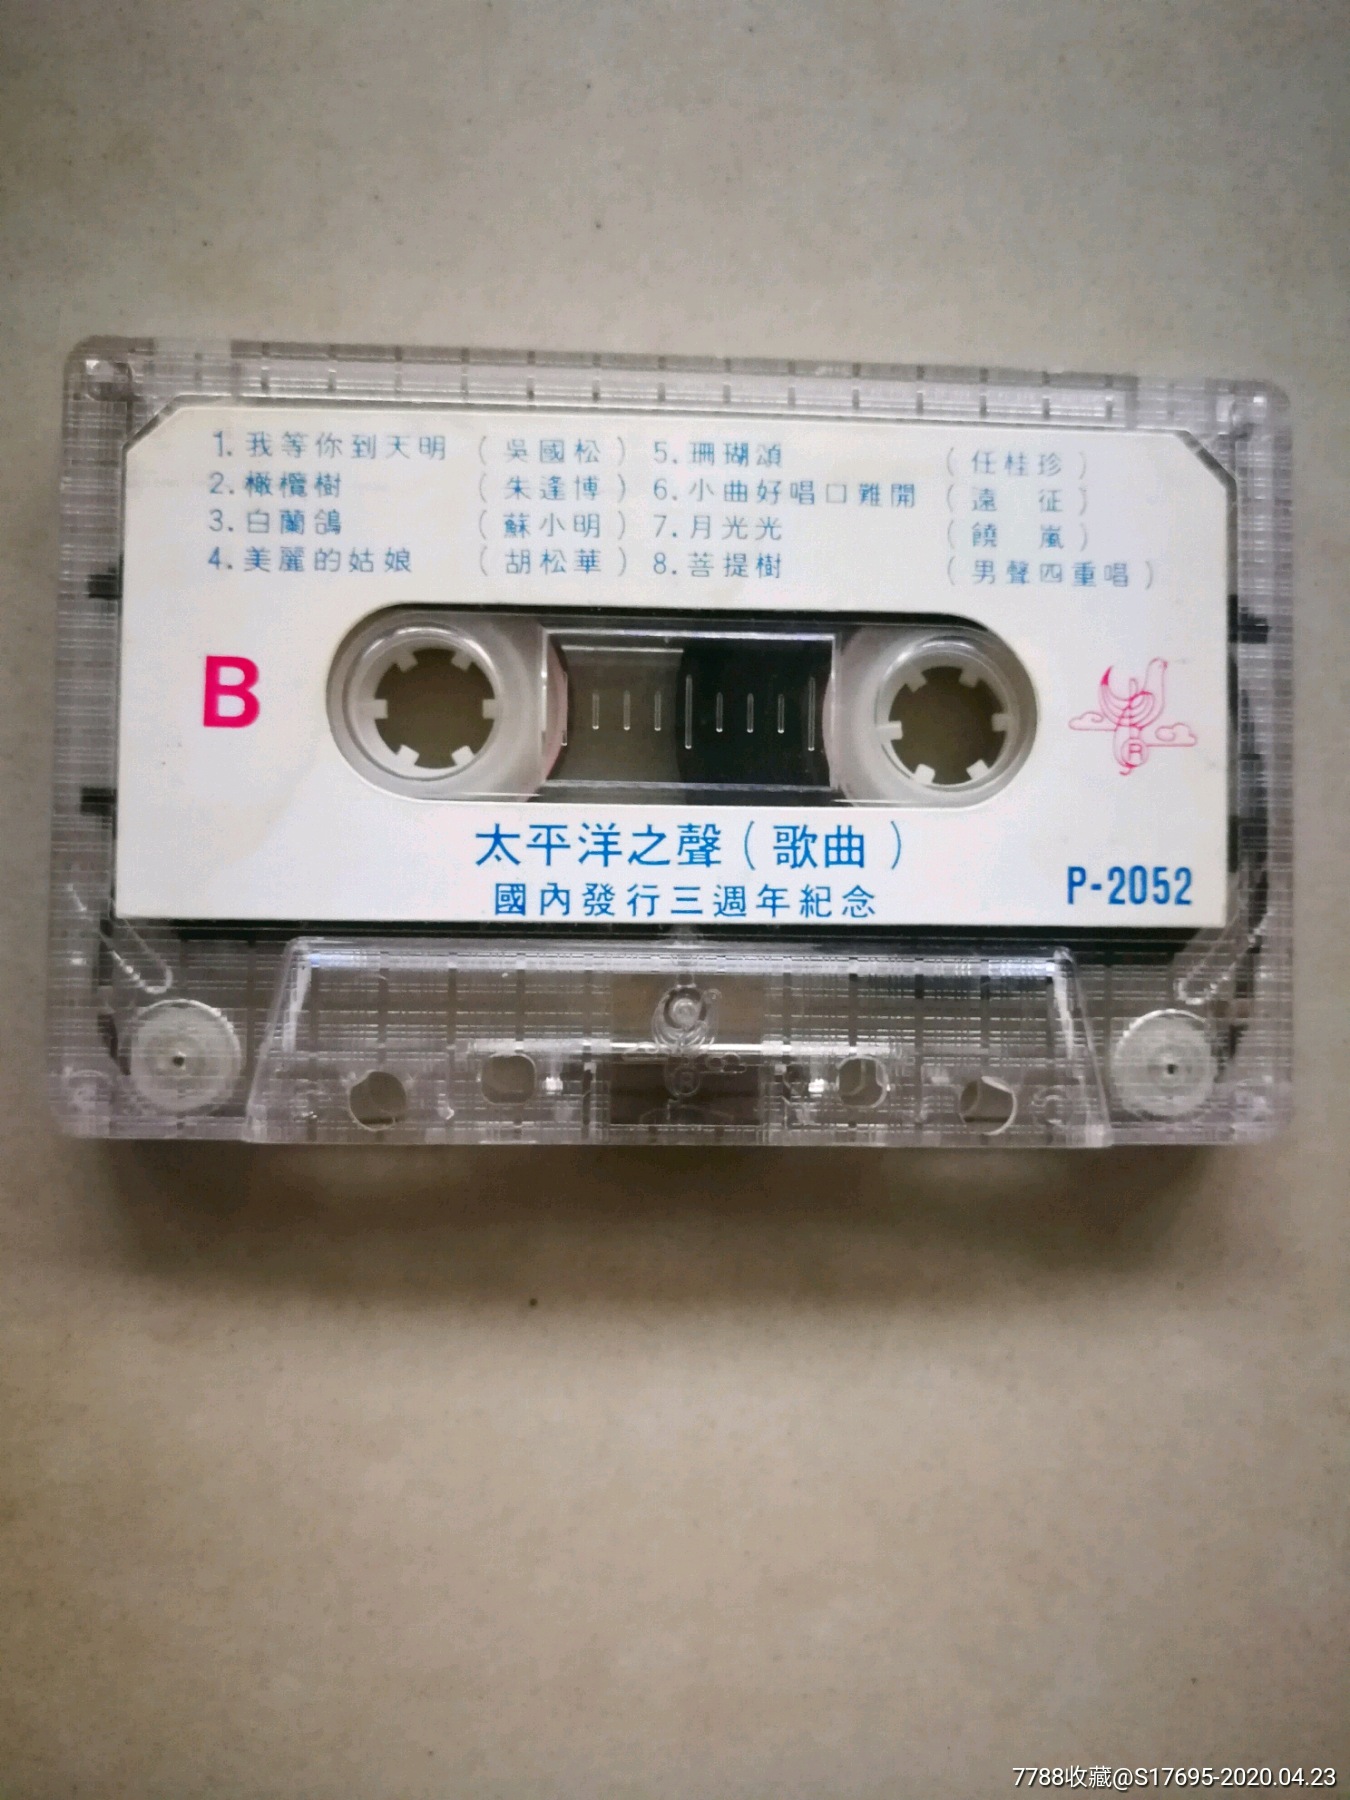 1. 我等你到天明 (吳國松)
2. 橄欖樹 (朱逢博)
3. 白蘭鴿 (蘇小明)
4. 美麗的姑娘 (胡松華)
5. 珊瑚頌 (任桂珍)
6. 小曲好唱口難開 (遠 征)
7. 月光光 (饒 嵐)
8. 菩提樹 (男聲四重唱)
B
R
太平洋之聲(歌曲)
國內發行三週年紀念
P-2052
7788收藏@S17695-2020.04.23